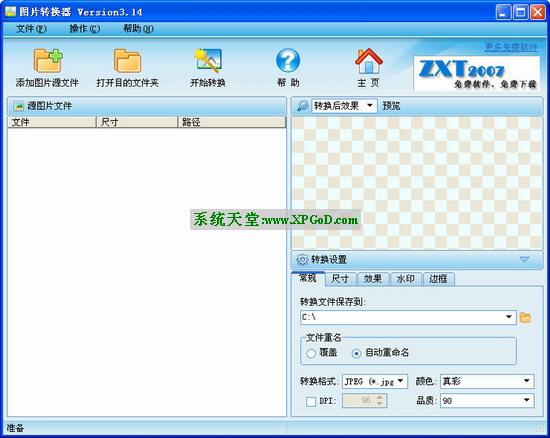 图片转换器 Version3.14
文件(F) 操作(C) 帮助(H)
更多免费软件
添加图片源文件 打开目的文件夹 开始转换 帮 助 主 页
ZXT2007
免费软件、免费下载
源图片文件
转换后效果 预览
文件 尺寸 路径
系统天堂:www.XPGoD.com
转换设置
常规 尺寸 效果 水印 边框
转换文件保存到:
C:\
文件重名
覆盖 自动重命名
转换格式: JPEG (*.jpg 颜色: 真彩
DPI: 96 品质: 90
准备